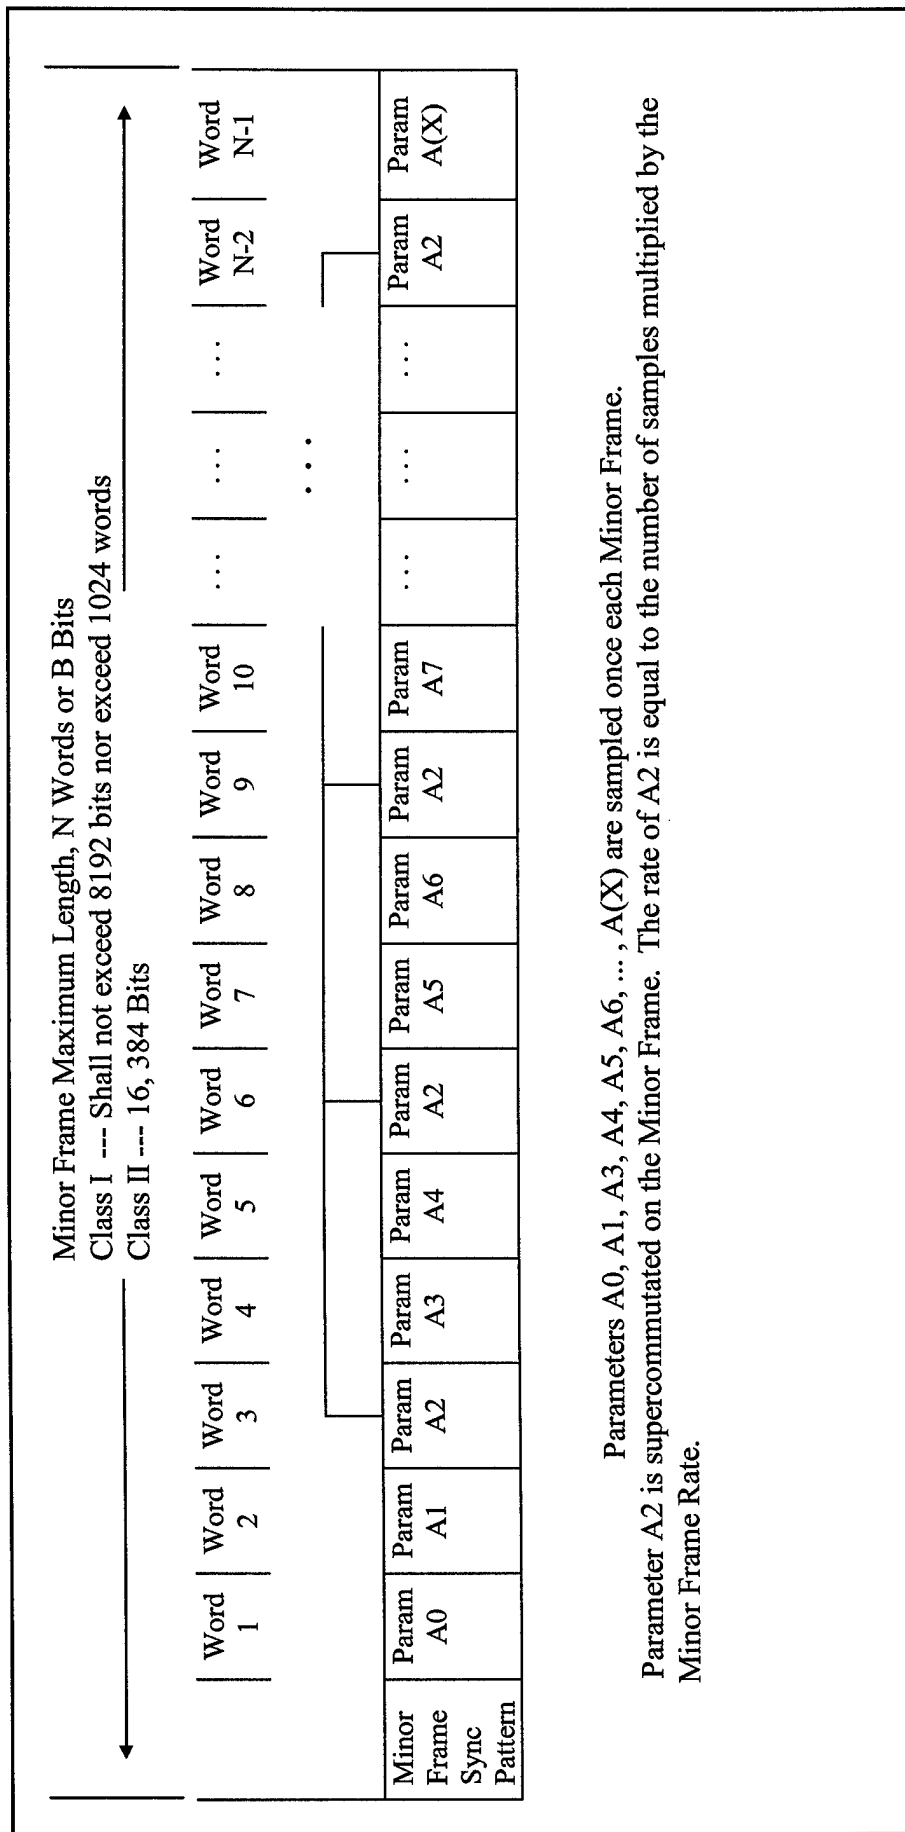 Minor Frame Maximum Length, N Words or B Bits
Class I --- Shall not exceed 8192 bits nor exceed 1024 words
Class II --- 16, 384 Bits
Word 1
Word 2
Word 3
Word 4
Word 5
Word 6
Word 7
Word 8
Word 9
Word 10
...
...
...
Word N-2
Word N-1
...
Minor Frame Sync Pattern
Param A0
Param A1
Param A2
Param A3
Param A4
Param A2
Param A5
Param A6
Param A2
Param A7
...
...
...
Param A2
Param A(X)
Parameters A0, A1, A3, A4, A5, A6, ... , A(X) are sampled once each Minor Frame.
Parameter A2 is supercommutated on the Minor Frame. The rate of A2 is equal to the number of samples multiplied by the
Minor Frame Rate.